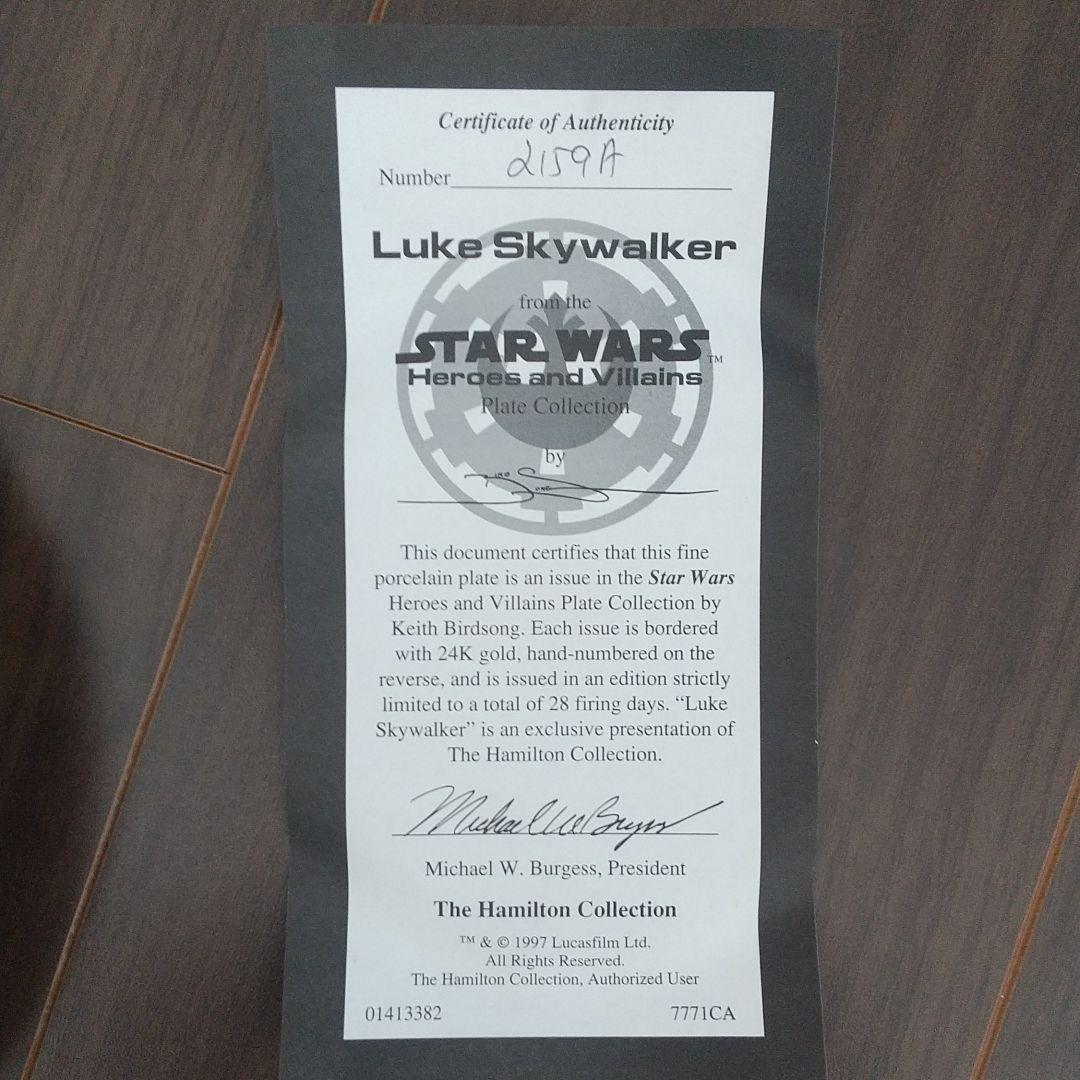 Certificate of Authenticity
Number 2159A
Luke Skywalker
from the
STAR WARS™
Heroes and Villains
Plate Collection
by
This document certifies that this fine
porcelain plate is an issue in the Star Wars
Heroes and Villains Plate Collection by
Keith Birdsong. Each issue is bordered
with 24K gold, hand-numbered on the
reverse, and is issued in an edition strictly
limited to a total of 28 firing days. “Luke
Skywalker” is an exclusive presentation of
The Hamilton Collection.
Michael W. Burgess
Michael W. Burgess, President
The Hamilton Collection
™ & © 1997 Lucasfilm Ltd.
All Rights Reserved.
The Hamilton Collection, Authorized User
01413382 7771CA